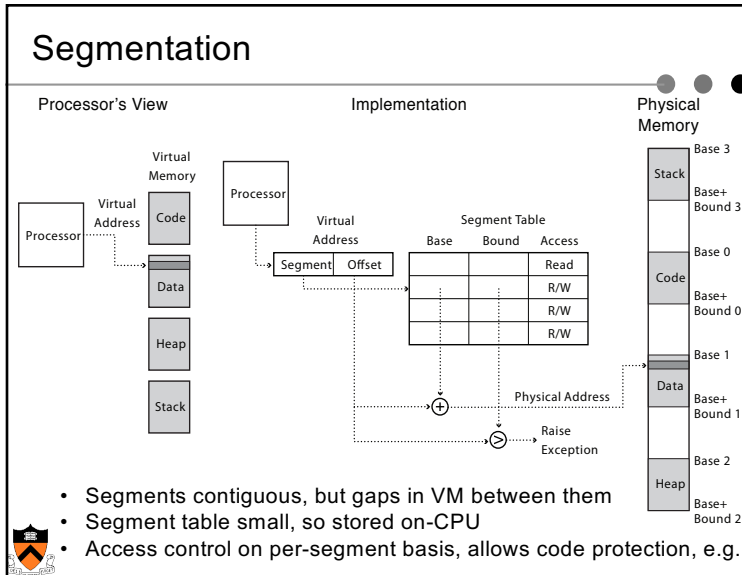 Segmentation
Processor's View
Implementation
Physical
Memory
Virtual
Memory
Virtual
Address
Processor
Code
Data
Heap
Stack
Processor
Virtual
Address
Segment Offset
Segment Table
Base Bound Access
Read
R/W
R/W
R/W
+
Physical Address
>
Raise
Exception
Base 3
Stack
Base+
Bound 3
Base 0
Code
Base+
Bound 0
Base 1
Data
Base+
Bound 1
Base 2
Heap
Base+
Bound 2
• Segments contiguous, but gaps in VM between them
• Segment table small, so stored on-CPU
• Access control on per-segment basis, allows code protection, e.g.